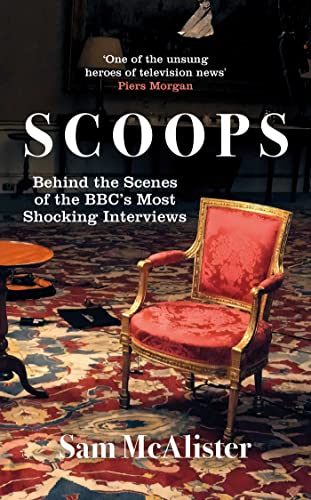 ‘One of the unsung
heroes of television news’
Piers Morgan
SCOOPS
Behind the Scenes
of the BBC’s Most
Shocking Interviews
Sam McAlister